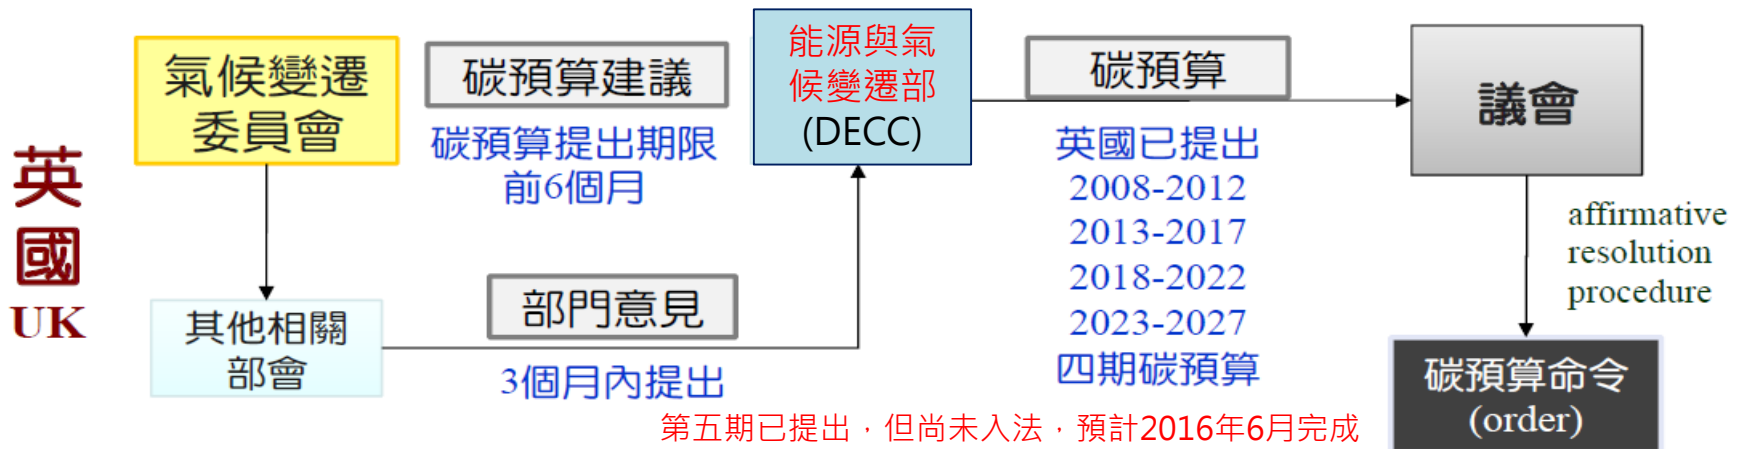 英
國
UK
氣候變遷
委員會
碳預算建議
碳預算提出期限
前6個月
能源與氣
候變遷部
(DECC)
碳預算
英國已提出
2008-2012
2013-2017
2018-2022
2023-2027
四期碳預算
議會
affirmative
resolution
procedure
其他相關
部會
部門意見
3個月內提出
碳預算命令
(order)
第五期已提出，但尚未入法，預計2016年6月完成